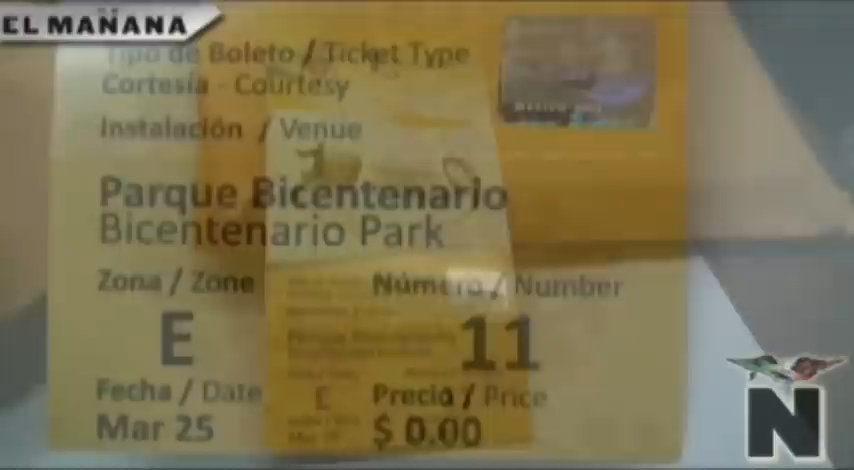 EL MAÑANA
Tipo de Boleto / Ticket Type
Cortesía - Courtesy
Instalación / Venue
Parque Bicentenario
Bicentenario Park
Zona / Zone Número / Number
E 11
Fecha / Date Precio / Price
Mar 25 $ 0.00
E
N